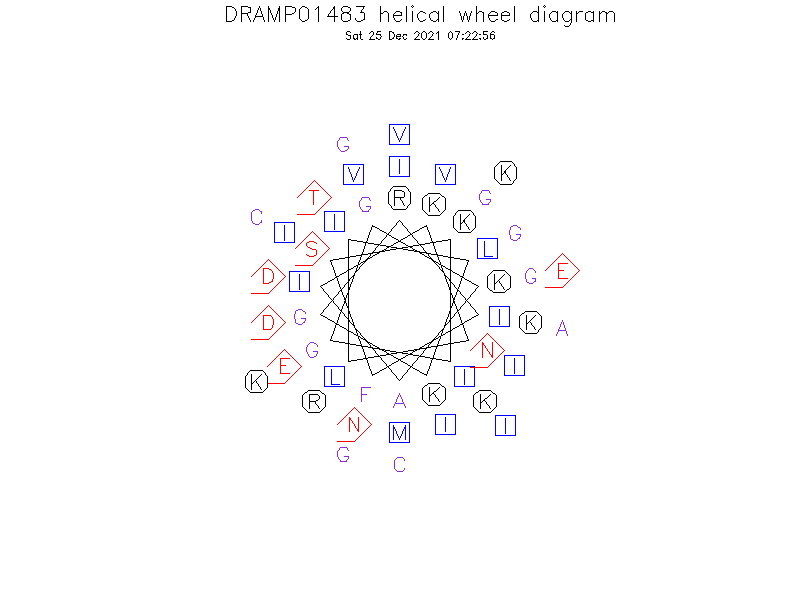 DRAMP01483 helical wheel diagram
Sat 25 Dec 2021 07:22:56
V
G
I
V V K
T G R K G
C I K
I G
S L
D I K G E
D G I K A
G N
E I
K L I
R F A K K
N M I I
G
C